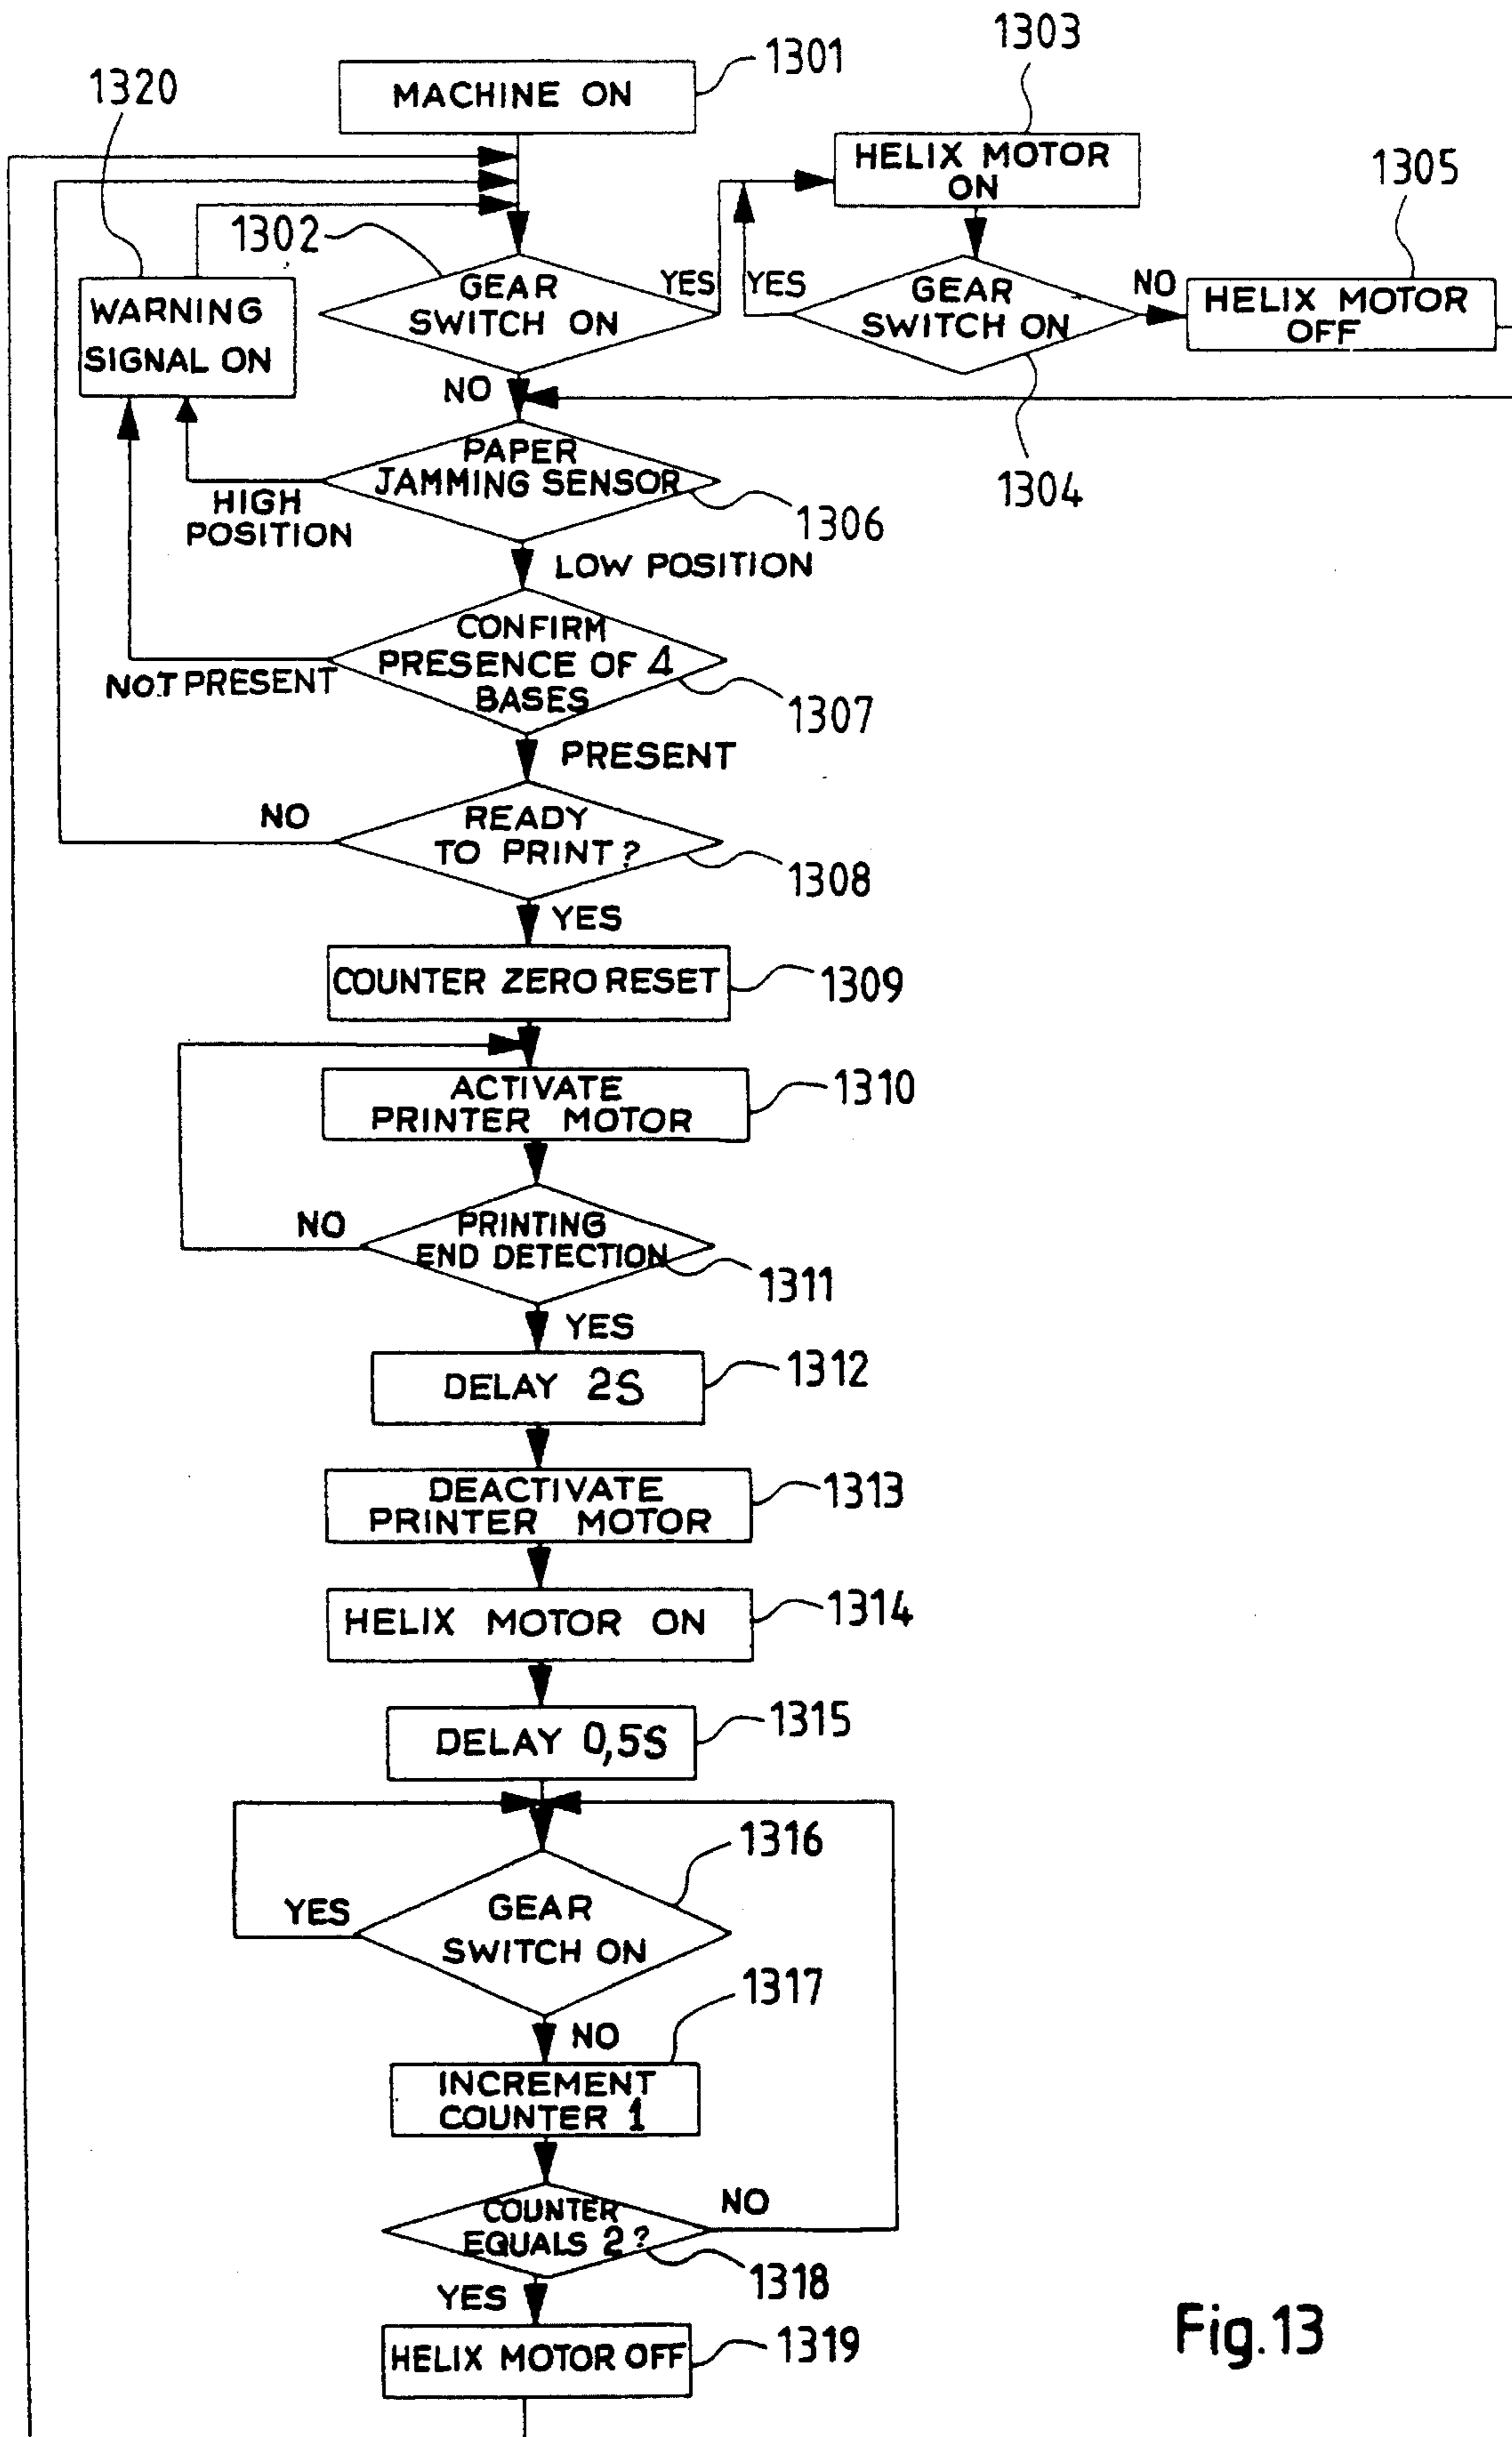 1301
MACHINE ON
1303
1320
HELIX MOTOR
ON
1305
1302
WARNING
SIGNAL ON
GEAR
SWITCH ON
YES
YES
GEAR
SWITCH ON
NO
HELIX MOTOR
OFF
NO
1304
PAPER
JAMMING SENSOR
HIGH
POSITION
1306
LOW POSITION
CONFIRM
PRESENCE OF 4
BASES
NOT PRESENT
1307
PRESENT
NO
READY
TO PRINT?
1308
YES
COUNTER ZERO RESET
1309
ACTIVATE
PRINTER MOTOR
1310
NO
PRINTING
END DETECTION
1311
YES
DELAY 2S
1312
DEACTIVATE
PRINTER MOTOR
1313
HELIX MOTOR ON
1314
DELAY 0,5S
1315
1316
YES
GEAR
SWITCH ON
1317
NO
INCREMENT
COUNTER 1
COUNTER
EQUALS 2?
NO
1318
YES
HELIX MOTOR OFF
1319
Fig.13